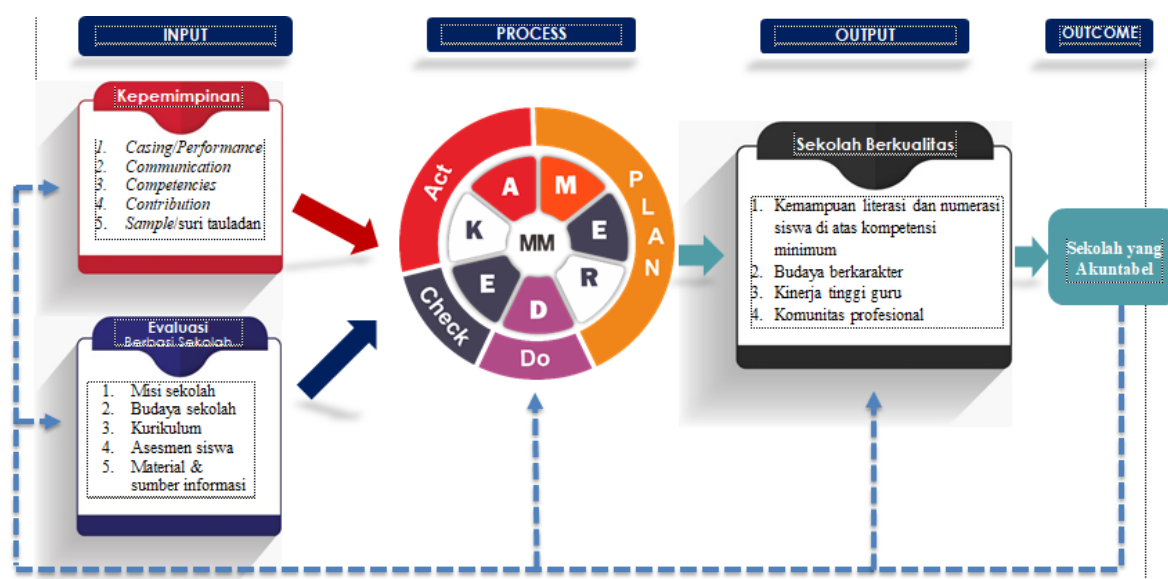 INPUT
PROCESS
OUTPUT
OUTCOME
Kepemimpinan
1. Casing/Performance
2. Communication
3. Competencies
4. Contribution
5. Sample/suri tauladan
Evaluasi
Berbasi Sekolah
1. Misi sekolah
2. Budaya sekolah
3. Kurikulum
4. Asesmen siswa
5. Material &
sumber informasi
Act
PLAN
Check
Do
A
M
K
MM
E
E
R
D
Sekolah Berkualitas
1. Kemampuan literasi dan numerasi
siswa di atas kompetensi
minimum
2. Budaya berkarakter
3. Kinerja tinggi guru
4. Komunitas profesional
Sekolah yang
Akuntabel